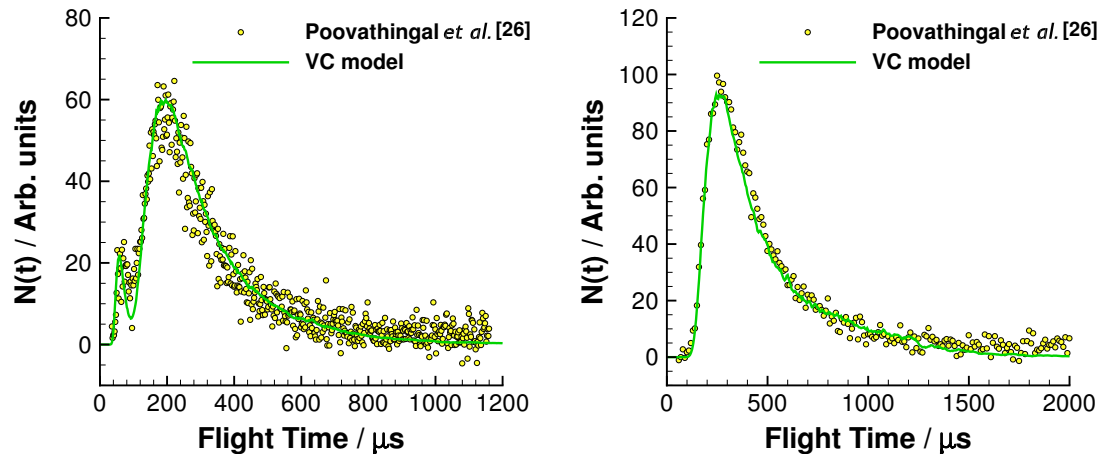 80
60
40
20
0
N(t) / Arb. units
Poovathingal et al. [26]
VC model
0 200 400 600 800 1000 1200
Flight Time / μs
120
100
80
60
40
20
0
N(t) / Arb. units
Poovathingal et al. [26]
VC model
0 500 1000 1500 2000
Flight Time / μs